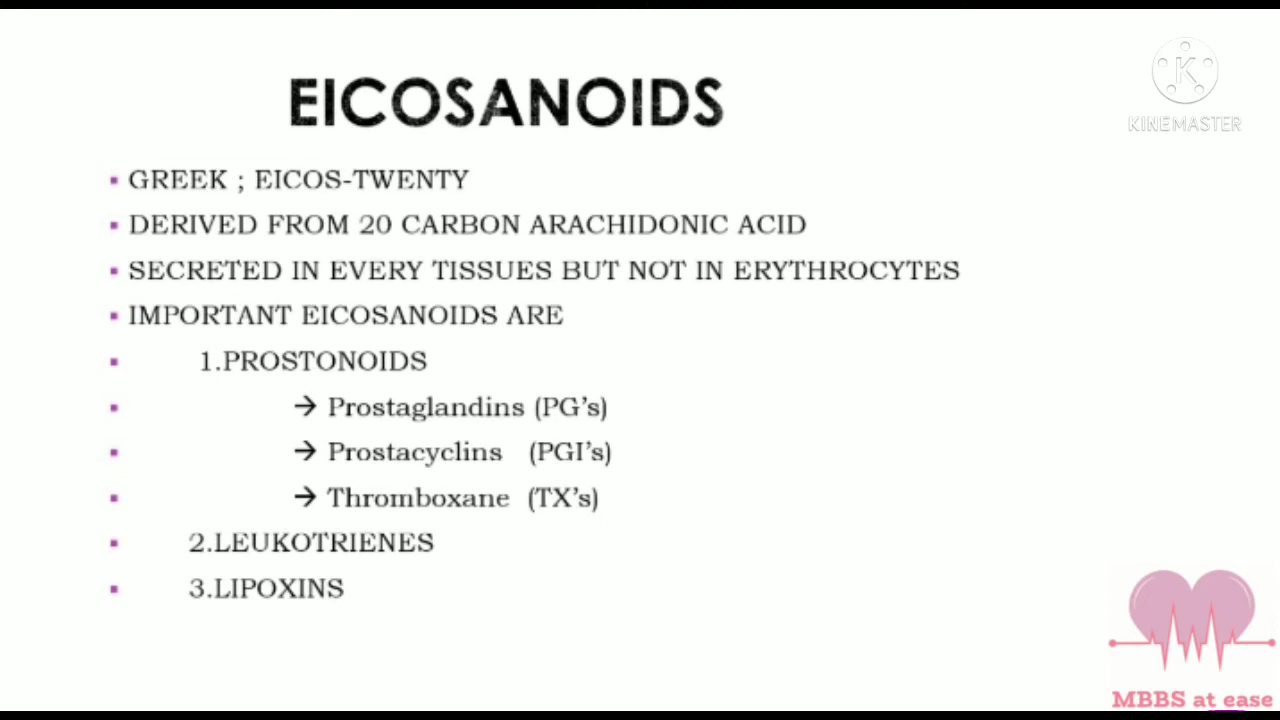 EICOSANOIDS
KINEMASTER
GREEK ; EICOS-TWENTY
DERIVED FROM 20 CARBON ARACHIDONIC ACID
SECRETED IN EVERY TISSUES BUT NOT IN ERYTHROCYTES
IMPORTANT EICOSANOIDS ARE
1.PROSTONOIDS
→ Prostaglandins (PG's)
→ Prostacyclins (PGI's)
→ Thromboxane (TX's)
2.LEUKOTRIENES
3.LIPOXINS
MBBS at ease